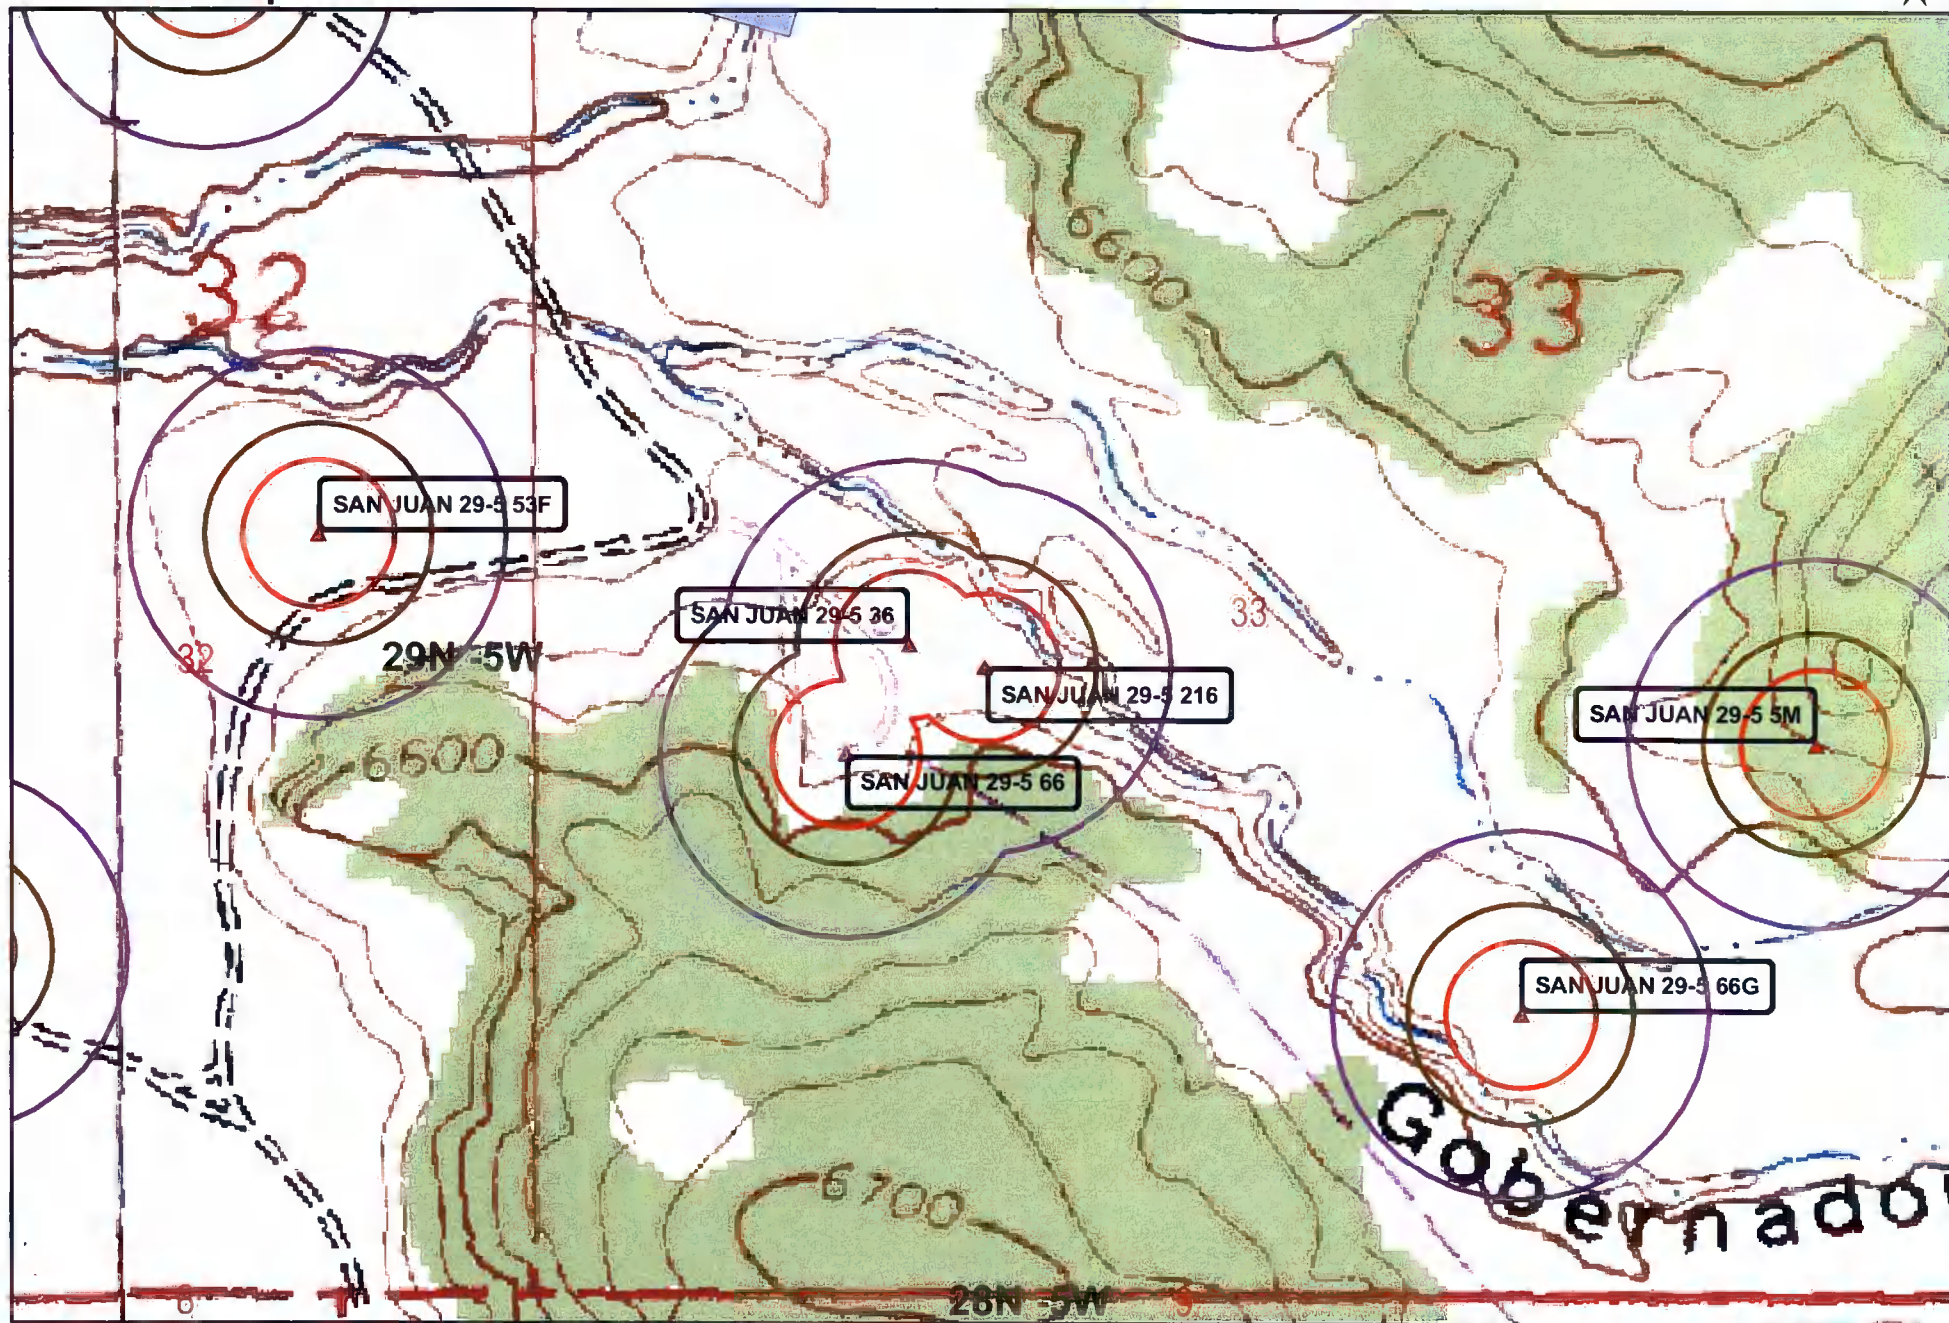 6600
32
33
SAN JUAN 29-5 53F
SAN JUAN 29-5 36
33
32
29N 5W
SAN JUAN 29-5 216
SAN JUAN 29-5 5M
6600
SAN JUAN 29-5 66
SAN JUAN 29-5 66G
Gobernado
6700
28N 5W